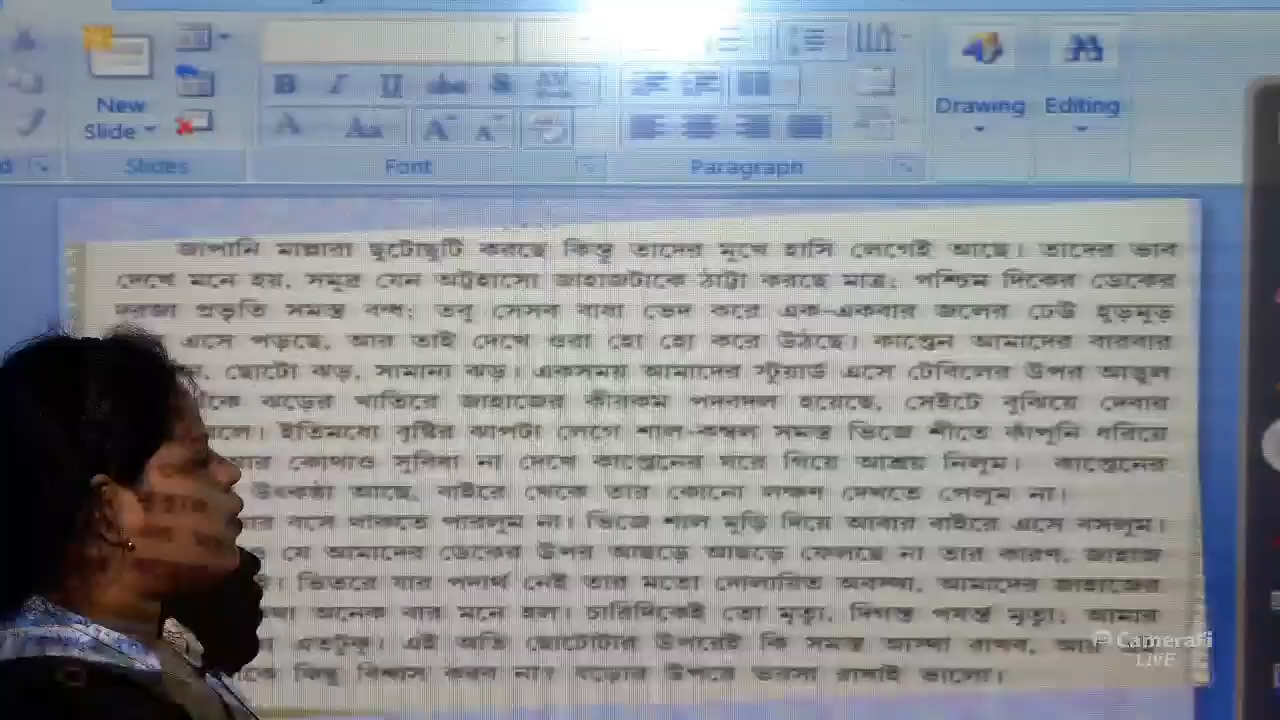 New
Slide
Slides
Font
Paragraph
Drawing
Editing
জাপানি মাল্লারা ছুটোছুটি করছে কিন্তু তাদের মুখে হাসি লেগেই আছে। তাদের ভাব
দেখে মনে হয়, সমুদ্র যেন অট্টহাস্যে জাহাজটাকে ঠাট্টা করছে মাত্র; পশ্চিম দিকের ডেকের
দরজা প্রভৃতি সমস্ত বন্ধ; তবু সেসব বাধা ভেদ করে এক-একবার জলের ঢেউ হুড়মুড়
এসে পড়ছে, আর তাই দেখে ওরা হো হো করে উঠছে। কাপ্তেন আমাদের বারবার
ছোটো ঝড়, সামান্য ঝড়। একসময় আমাদের স্টুয়ার্ড এসে টেবিলের উপর আঙুল
ঝড়ের খাতিরে জাহাজের কীরকম পথবদল হয়েছে, সেইটে বুঝিয়ে দেবার
ইতিমধ্যে বৃষ্টির ঝাপটা লেগে শাল কম্বল সমস্ত ভিজে শীতে কাঁপুনি ধরিয়ে
কোথাও সুবিধা না দেখে কাপ্তেনের ঘরে গিয়ে আশ্রয় নিলুম। কাপ্তেনের
উৎকণ্ঠা আছে, বাইরে থেকে তার কোনো লক্ষণ দেখতে পেলুম না।
বসে থাকতে পারলুম না। ভিজে শাল মুড়ি দিয়ে আবার বাইরে এসে বসলুম।
যে আমাদের ডেকের উপর আছড়ে আছড়ে ফেলছে না তার কারণ, জাহাজ
ভিতরে যার পদার্থ নেই তার মতো দোলায়িত অবস্থা, আমাদের জাহাজের
অনেক বার মনে হল। চারিদিকেই তো মৃত্যু, দিগন্ত পর্যন্ত মৃত্যু; আমার
এতটুকু। এই অতি ছোটোটার উপরেই কি সমস্ত আস্থা রাখব, আর
কিছু বিশ্বাস করব না? বড়োর উপরে ভরসা রাখাই ভালো।
CameraFi
LIVE